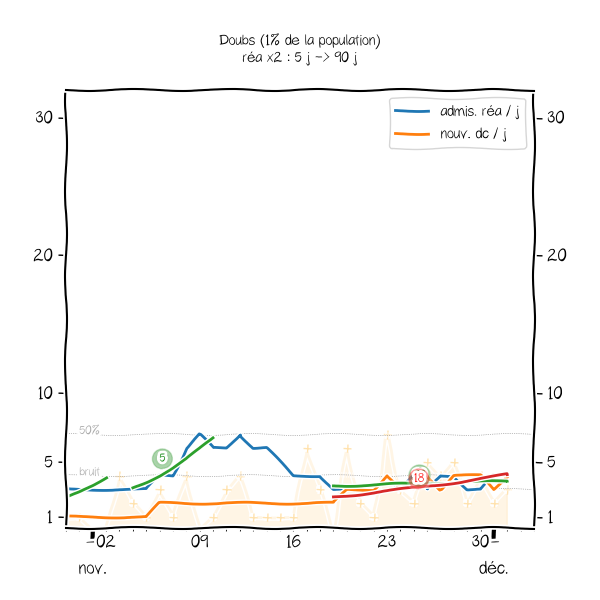 Doubs (1% de la population)
réa x2 : 5 j -> 90 j
admis. réa / j
nouv. dc / j
30 30
20 20
10 10
50%
5 5 5
bruit 18
1 1
02 09 16 23 30
nov. déc.